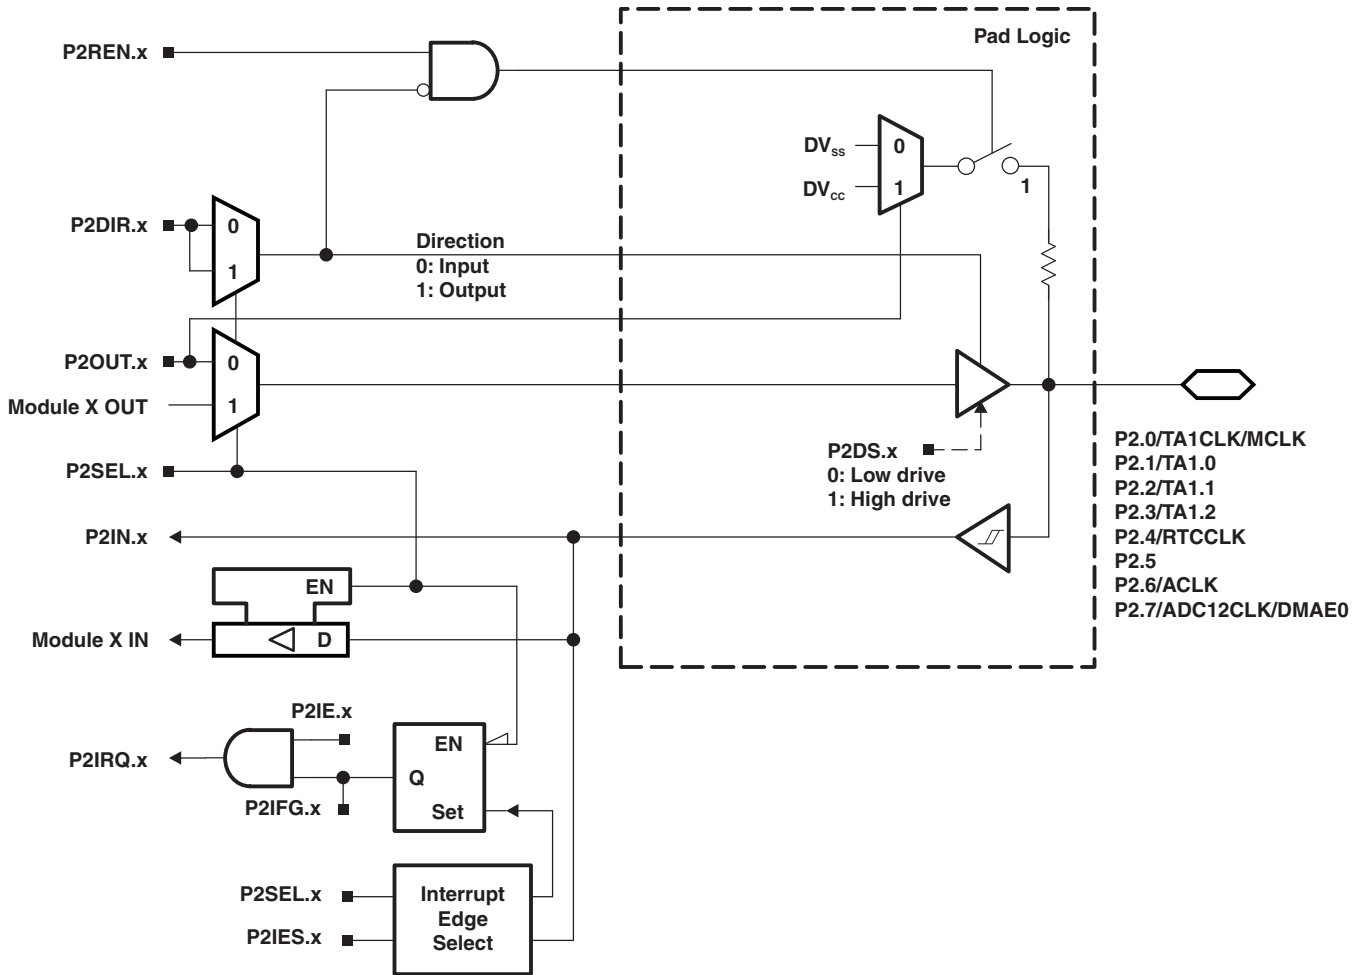 Pad Logic
P2REN.x
DVss
0
DVcc
1
1
P2DIR.x
0
1
Direction
0: Input
1: Output
P2OUT.x
0
Module X OUT
1
P2SEL.x
P2DS.x
0: Low drive
1: High drive
P2.0/TA1CLK/MCLK
P2.1/TA1.0
P2.2/TA1.1
P2.3/TA1.2
P2.4/RTCCLK
P2.5
P2.6/ACLK
P2.7/ADC12CLK/DMAE0
P2IN.x
EN
Module X IN
D
P2IE.x
P2IRQ.x
EN
Q
P2IFG.x
Set
P2SEL.x
P2IES.x
Interrupt
Edge
Select